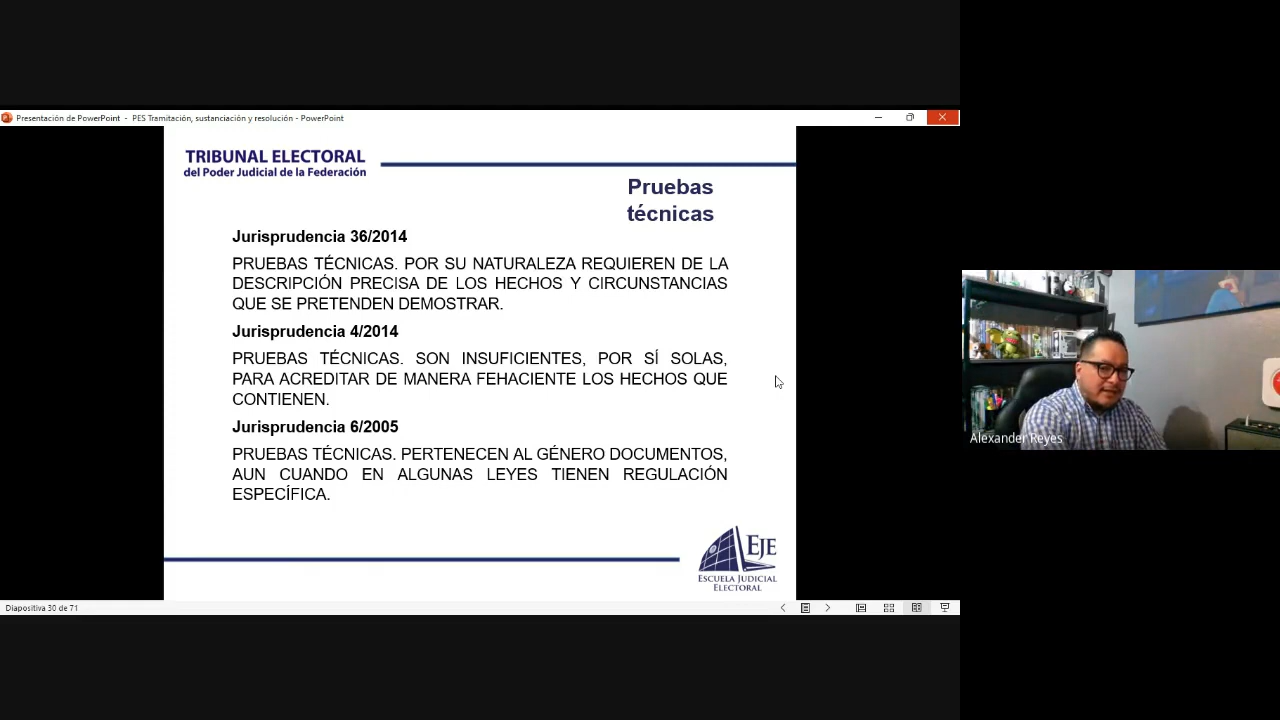 Presentación de PowerPoint - PES Tramitación, sustanciación y resolución - PowerPoint
TRIBUNAL ELECTORAL
del Poder Judicial de la Federación
Pruebas
técnicas
Jurisprudencia 36/2014
PRUEBAS TÉCNICAS. POR SU NATURALEZA REQUIEREN DE LA
DESCRIPCIÓN PRECISA DE LOS HECHOS Y CIRCUNSTANCIAS
QUE SE PRETENDEN DEMOSTRAR.
Jurisprudencia 4/2014
PRUEBAS TÉCNICAS. SON INSUFICIENTES, POR SÍ SOLAS,
PARA ACREDITAR DE MANERA FEHACIENTE LOS HECHOS QUE
CONTIENEN.
Jurisprudencia 6/2005
PRUEBAS TÉCNICAS. PERTENECEN AL GÉNERO DOCUMENTOS,
AUN CUANDO EN ALGUNAS LEYES TIENEN REGULACIÓN
ESPECÍFICA.
EJE
ESCUELA JUDICIAL
ELECTORAL
Diapositiva 30 de 71
Alexander Reyes